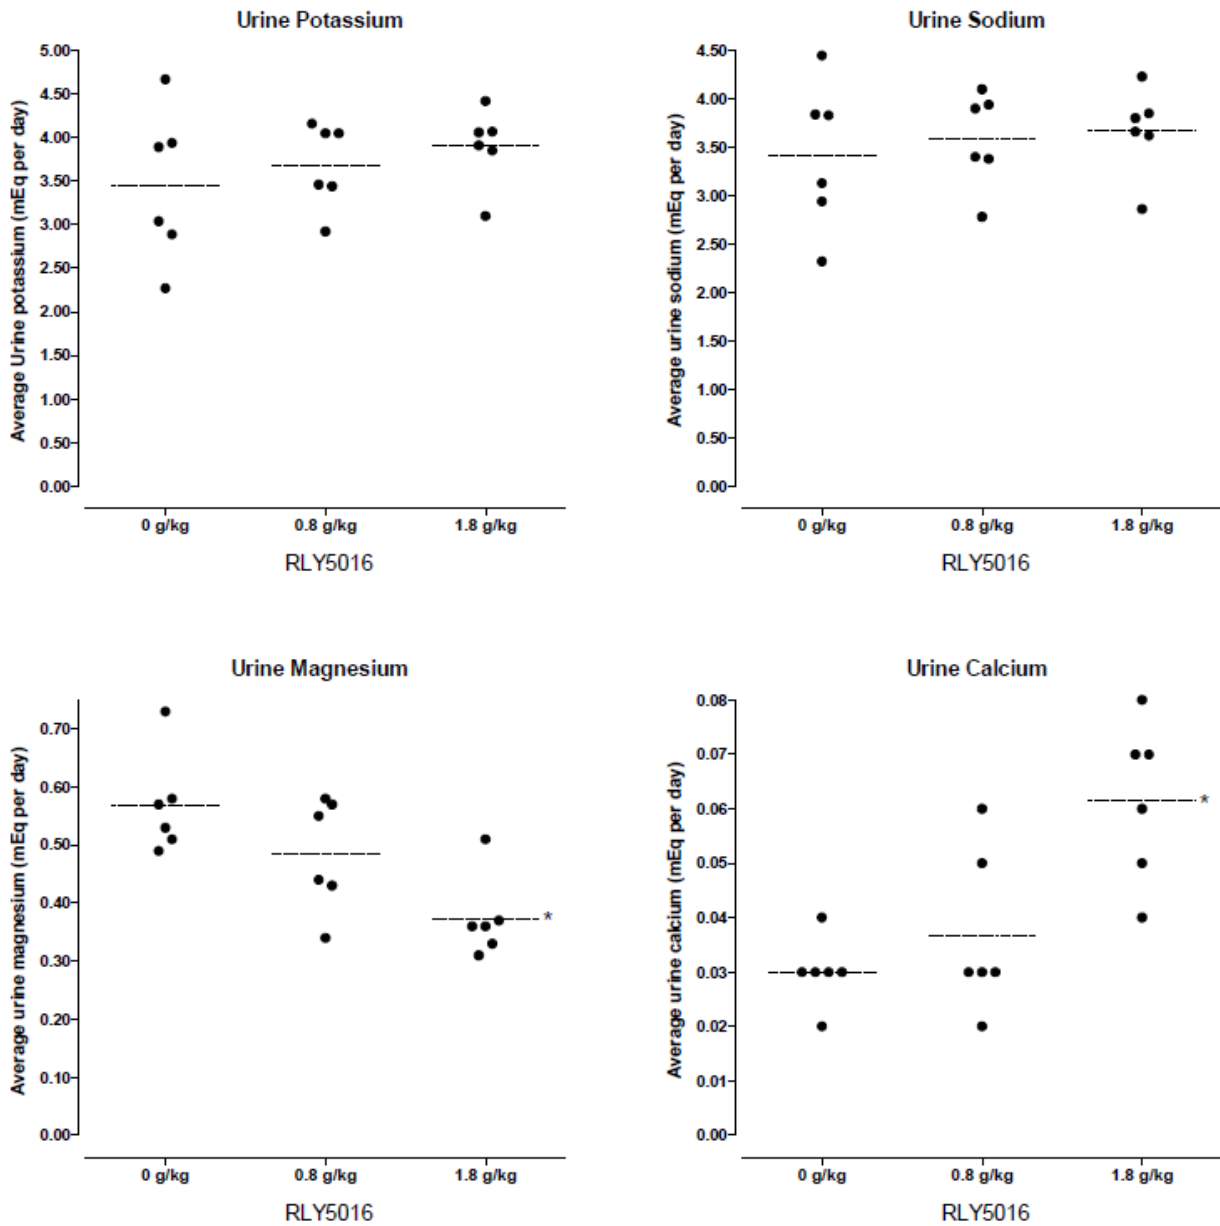 Urine Potassium
Average Urine potassium (mEq per day)
5.00
4.50
4.00
3.50
3.00
2.50
2.00
1.50
1.00
0.50
0.00
0 g/kg 0.8 g/kg 1.8 g/kg
RLY5016
Urine Sodium
Average urine sodium (mEq per day)
4.50
4.00
3.50
3.00
2.50
2.00
1.50
1.00
0.50
0.00
0 g/kg 0.8 g/kg 1.8 g/kg
RLY5016
Urine Magnesium
Average urine magnesium (mEq per day)
0.70
0.60
0.50
0.40
0.30
0.20
0.10
0.00
*
0 g/kg 0.8 g/kg 1.8 g/kg
RLY5016
Urine Calcium
Average urine calcium (mEq per day)
0.08
0.07
0.06
0.05
0.04
0.03
0.02
0.01
0.00
*
0 g/kg 0.8 g/kg 1.8 g/kg
RLY5016